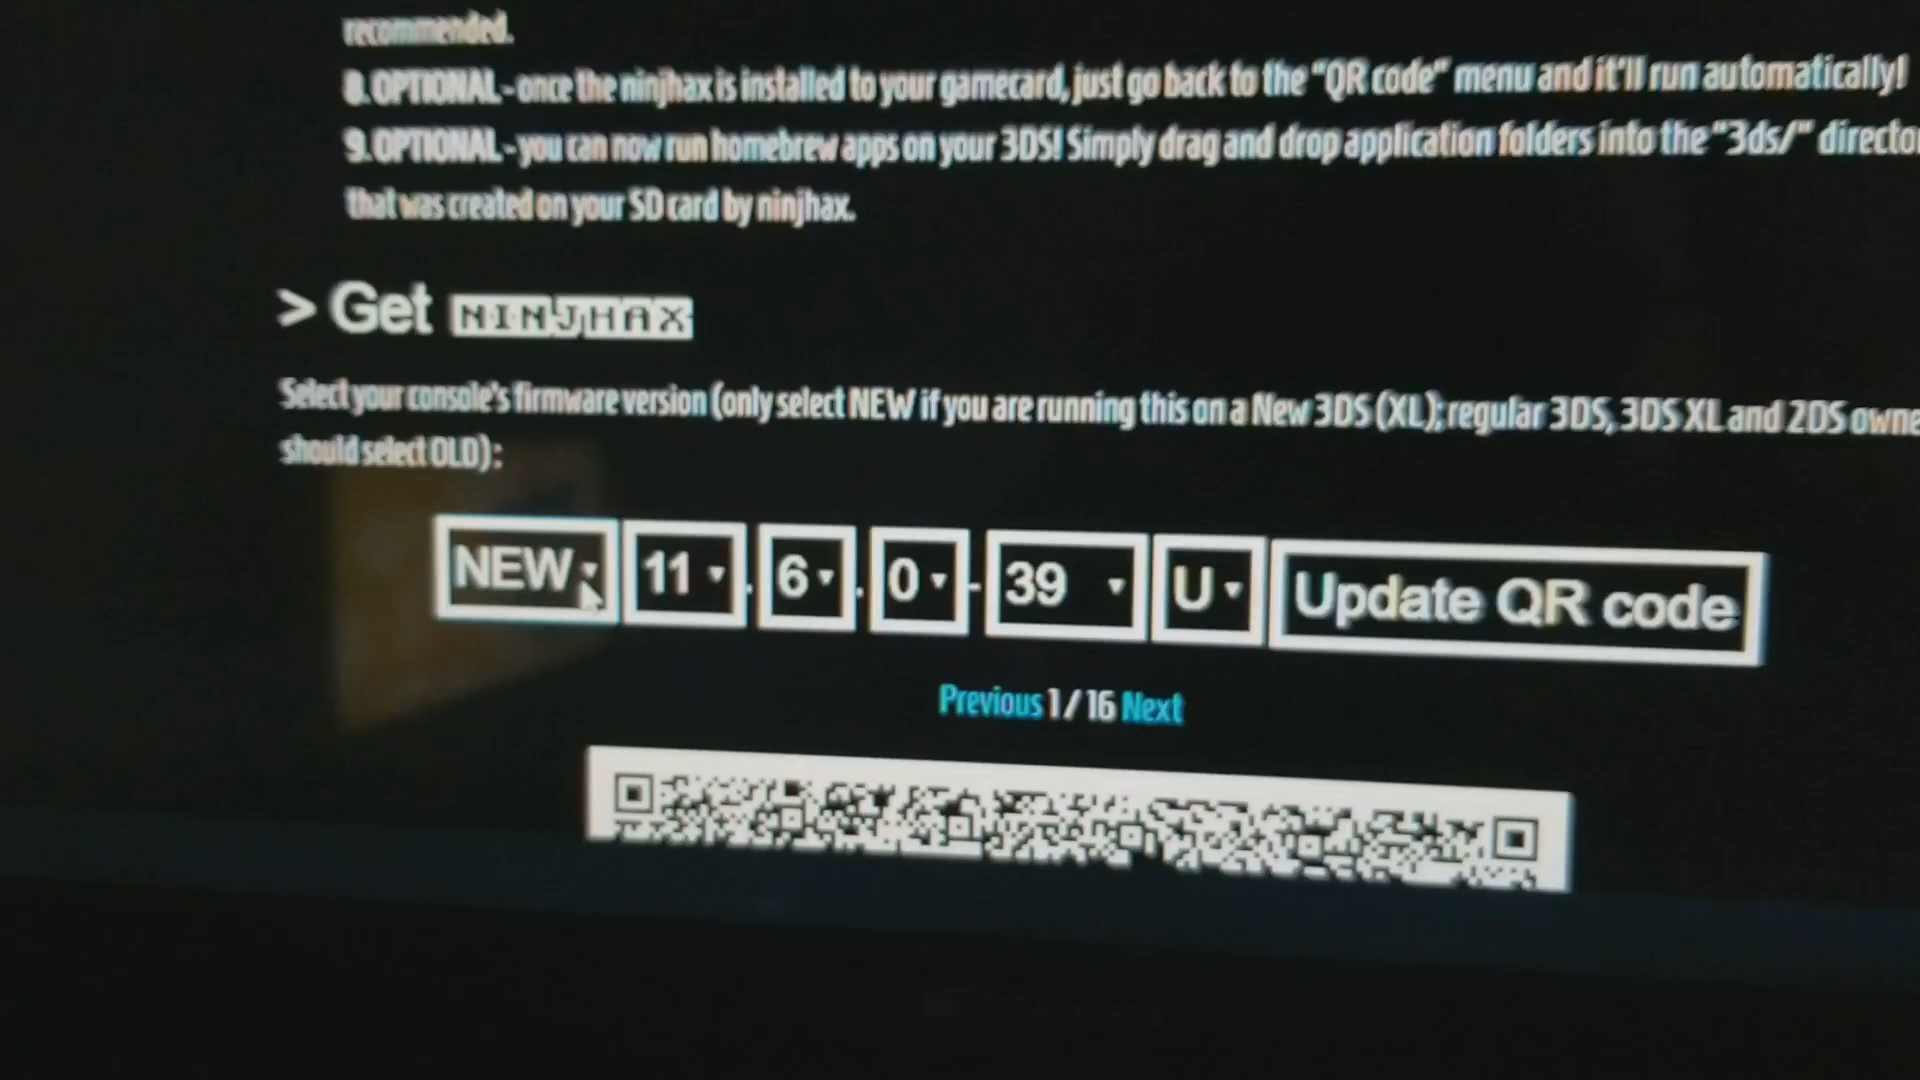 recommended.
8. OPTIONAL - once the ninjhax is installed to your gamecard, just go back to the "QR code" menu and it'll run automatically!
9. OPTIONAL - you can now run homebrew apps on your 3DS! Simply drag and drop application folders into the "3ds/" directo
that was created on your SD card by ninjhax.
> Get NINJHAX
Select your console's firmware version (only select NEW if you are running this on a New 3DS (XL); regular 3DS, 3DS XL and 2DS owne
should select OLD):
NEW 11 . 6 . 0 - 39 U Update QR code
Previous 1 / 16 Next